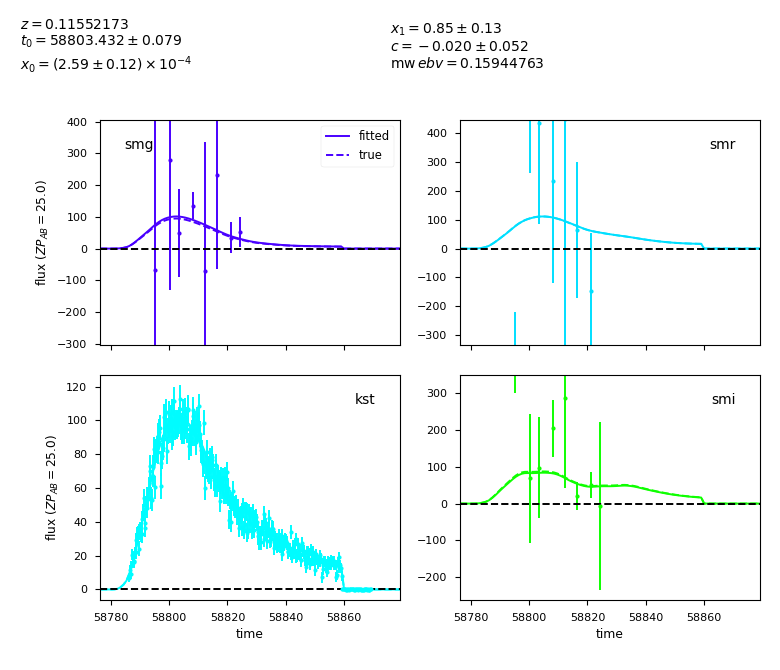 z = 0.11552173
t₀ = 58803.432 ± 0.079
x₀ = (2.59 ± 0.12) × 10⁻⁴
x₁ = 0.85 ± 0.13
c = −0.020 ± 0.052
mw ebv = 0.15944763
400
300
200
100
0
−100
−200
−300
flux (ZP_AB = 25.0)
smg
fitted
true
400
300
200
100
0
−100
−200
−300
smr
120
100
80
60
40
20
0
flux (ZP_AB = 25.0)
kst
58780 58800 58820 58840 58860
time
300
200
100
0
−100
−200
smi
58780 58800 58820 58840 58860
time